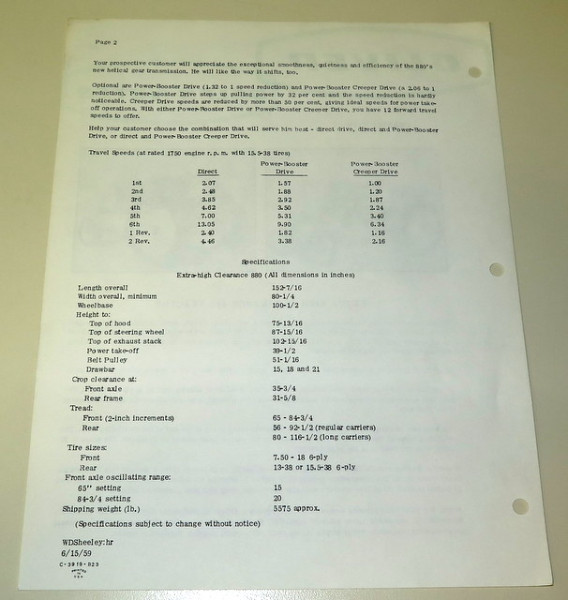 Page 2
Your prospective customer will appreciate the exceptional smoothness, quietness and efficiency of the 880's
new helical gear transmission. He will like the way it shifts, too.
Optional are Power-Booster Drive (1.32 to 1 speed reduction) and Power-Booster Creeper Drive (a 2.06 to 1
reduction). Power-Booster Drive steps up pulling power by 32 per cent and the speed reduction is hardly
noticeable. Creeper Drive speeds are reduced by more than 50 per cent, giving ideal speeds for power take-
off operations. With either Power-Booster Drive or Power-Booster Creeper Drive, you have 12 forward travel
speeds to offer.
Help your customer choose the combination that will serve him best - direct drive, direct and Power-Booster
Drive, or direct and Power-Booster Creeper Drive.
Travel Speeds (at rated 1750 engine r.p.m. with 15.5-38 tires)
Power-Booster Power-Booster
Direct Drive Creeper Drive
1st 2.07 1.57 1.00
2nd 2.48 1.88 1.20
3rd 3.85 2.92 1.87
4th 4.62 3.50 2.24
5th 7.00 5.31 3.40
6th 13.05 9.90 6.34
1 Rev. 2.40 1.82 1.16
2 Rev. 4.46 3.38 2.16
Specifications
Extra-high Clearance 880 (All dimensions in inches)
Length overall 152-7/16
Width overall, minimum 80-1/4
Wheelbase 100-1/2
Height to:
Top of hood 75-13/16
Top of steering wheel 87-15/16
Top of exhaust stack 102-15/16
Power take-off 39-1/2
Belt Pulley 51-1/16
Drawbar 15, 18 and 21
Crop clearance at:
Front axle 35-3/4
Rear frame 31-5/8
Tread:
Front (2-inch increments) 65 - 84-3/4
Rear 56 - 92-1/2 (regular carriers)
80 - 116-1/2 (long carriers)
Tire sizes:
Front 7.50 - 18 6-ply
Rear 13-38 or 15.5-38 6-ply
Front axle oscillating range:
65" setting 15
84-3/4 setting 20
Shipping weight (lb.) 5575 approx.
(Specifications subject to change without notice)
WDSheeley:hr
6/15/59